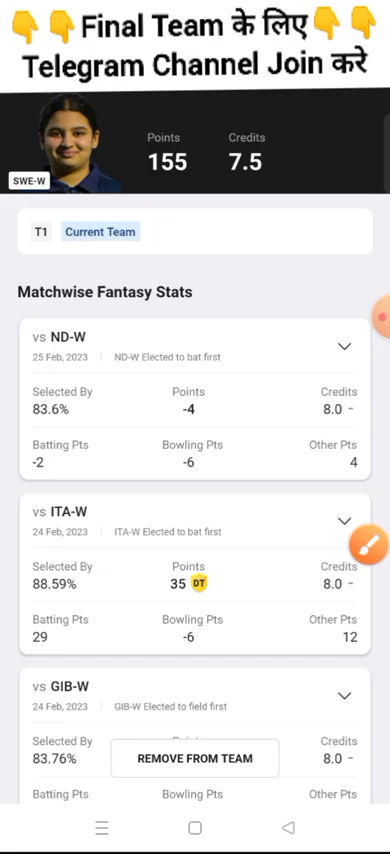 👇👇Final Team के लिए👇👇
Telegram Channel Join करे
Points Credits
155 7.5
SWE-W
T1 Current Team
Matchwise Fantasy Stats
vs ND-W
25 Feb, 2023 ND-W Elected to bat first
Selected By Points Credits
83.6% -4 8.0 -
Batting Pts Bowling Pts Other Pts
-2 -6 4
vs ITA-W
24 Feb, 2023 ITA-W Elected to bat first
Selected By Points Credits
88.59% 35 DT 8.0 -
Batting Pts Bowling Pts Other Pts
29 -6 12
vs GIB-W
24 Feb, 2023 GIB-W Elected to field first
Selected By Credits
83.76% 8.0 -
REMOVE FROM TEAM
Batting Pts Bowling Pts Other Pts